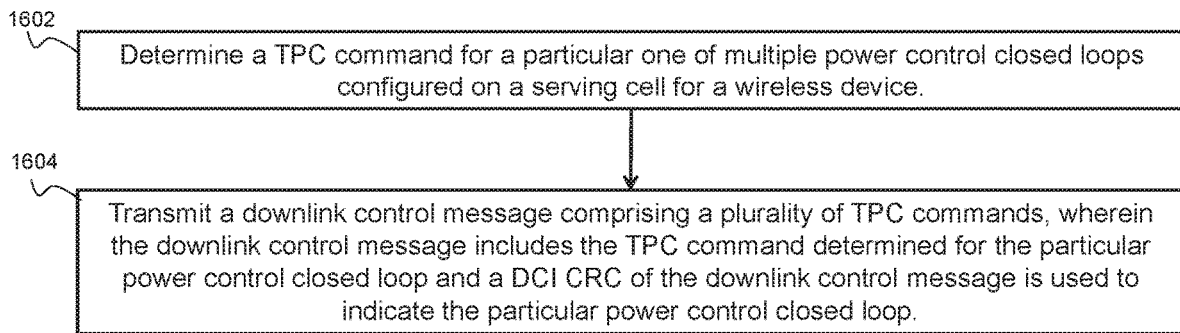 1602
Determine a TPC command for a particular one of multiple power control closed loops
configured on a serving cell for a wireless device.
1604
Transmit a downlink control message comprising a plurality of TPC commands, wherein
the downlink control message includes the TPC command determined for the particular
power control closed loop and a DCI CRC of the downlink control message is used to
indicate the particular power control closed loop.